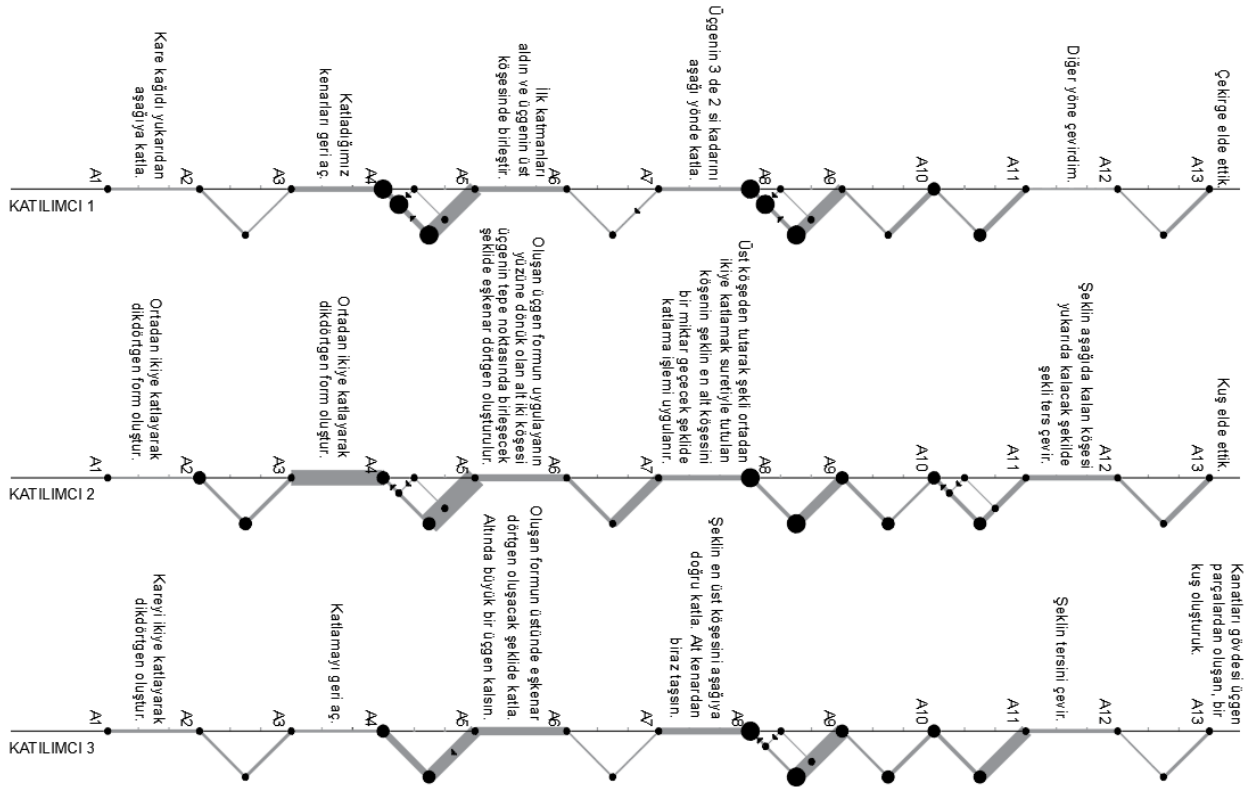 Kare kağıdı yukarıdan
aşağıya katla.
Katladığımız
kenarları geri aç.
İlk katmanları
aldın ve üçgenin üst
köşesinde birleştir.
Üçgenin 3 de 2 si kadarını
aşağı yönde katla.
Diğer yöne çevirdim.
Çekirge elde ettik.
A1
A2
A3
A4
A5
A6
A7
A8
A9
A10
A11
A12
A13
KATILIMCI 1
Ortadan ikiye katlayarak
dikdörtgen form oluştur.
Ortadan ikiye katlayarak
dikdörtgen form oluştur.
Oluşan üçgen formun uygulayanın
yüzüne dönük olan alt iki köşesi
üçgenin tepe noktasında birleşecek
şeklide eşkenar dörtgen oluşturulur.
Üst köşeden tutarak şekli ortadan
ikiye katlamak suretiyle tutulan
köşenin şeklin en alt köşesini
bir miktar geçecek şeklide
katlama işlemi uygulanır.
Şeklin aşağıda kalan köşesi
yukarıda kalacak şekilde
şekli ters çevir.
Kuş elde ettik.
A1
A2
A3
A4
A5
A6
A7
A8
A9
A10
A11
A12
A13
KATILIMCI 2
Kareyi ikiye katlayarak
dikdörtgen oluştur.
Katlamayı geri aç.
Oluşan formun üstünde eşkenar
dörtgen oluşacak şeklide katla.
Altında büyük bir üçgen kalsın.
Şeklin en üst köşesini aşağıya
doğru katla. Alt kenardan
biraz taşsın.
Şeklin tersini çevir.
Kanatları gövdesi üçgen
parçalardan oluşan, bir
kuş oluşturuk.
A1
A2
A3
A4
A5
A6
A7
A8
A9
A10
A11
A12
A13
KATILIMCI 3